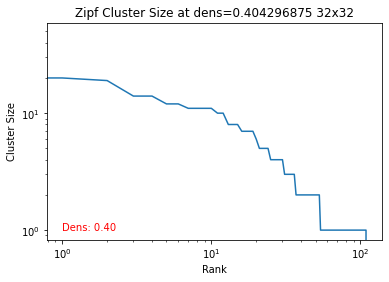 Zipf Cluster Size at dens=0.404296875 32x32
Cluster Size
10¹
10⁰
Dens: 0.40
10⁰
10¹
10²
Rank